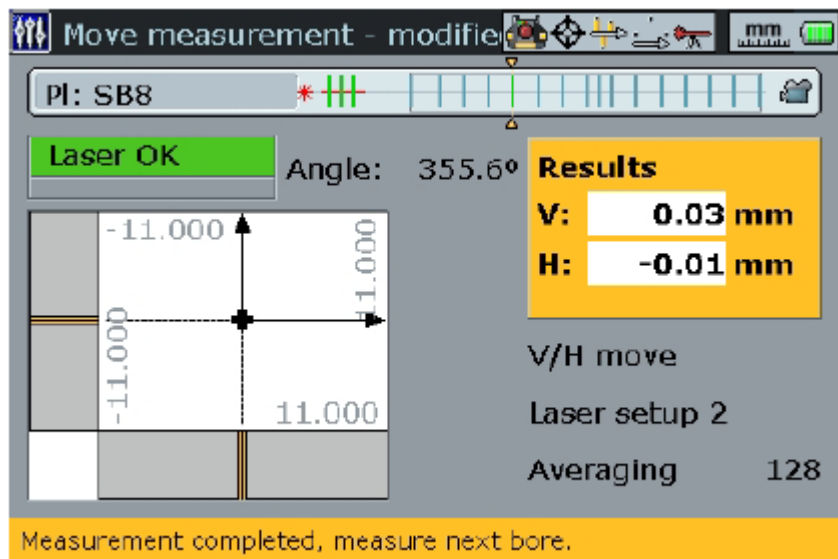 Move measurement - modifie
mm
Pl: SB8
Laser OK
Angle: 355.6º
Results
V: 0.03 mm
H: -0.01 mm
-11.000
11.000
-11.000
11.000
V/H move
Laser setup 2
Averaging 128
Measurement completed, measure next bore.